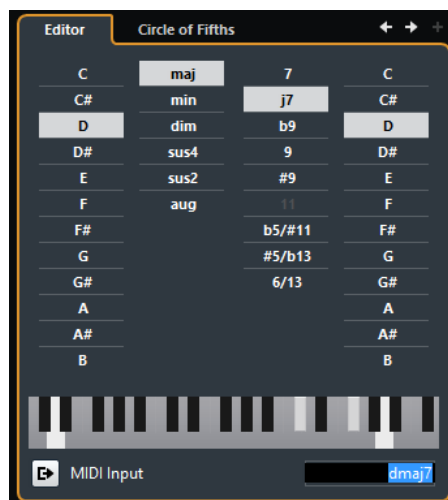 Editor Circle of Fifths
C maj 7 C
C# min j7 C#
D dim b9 D
D# sus4 9 D#
E sus2 #9 E
F aug 11 F
F# b5/#11 F#
G #5/b13 G
G# 6/13 G#
A A
A# A#
B B
MIDI Input dmaj7